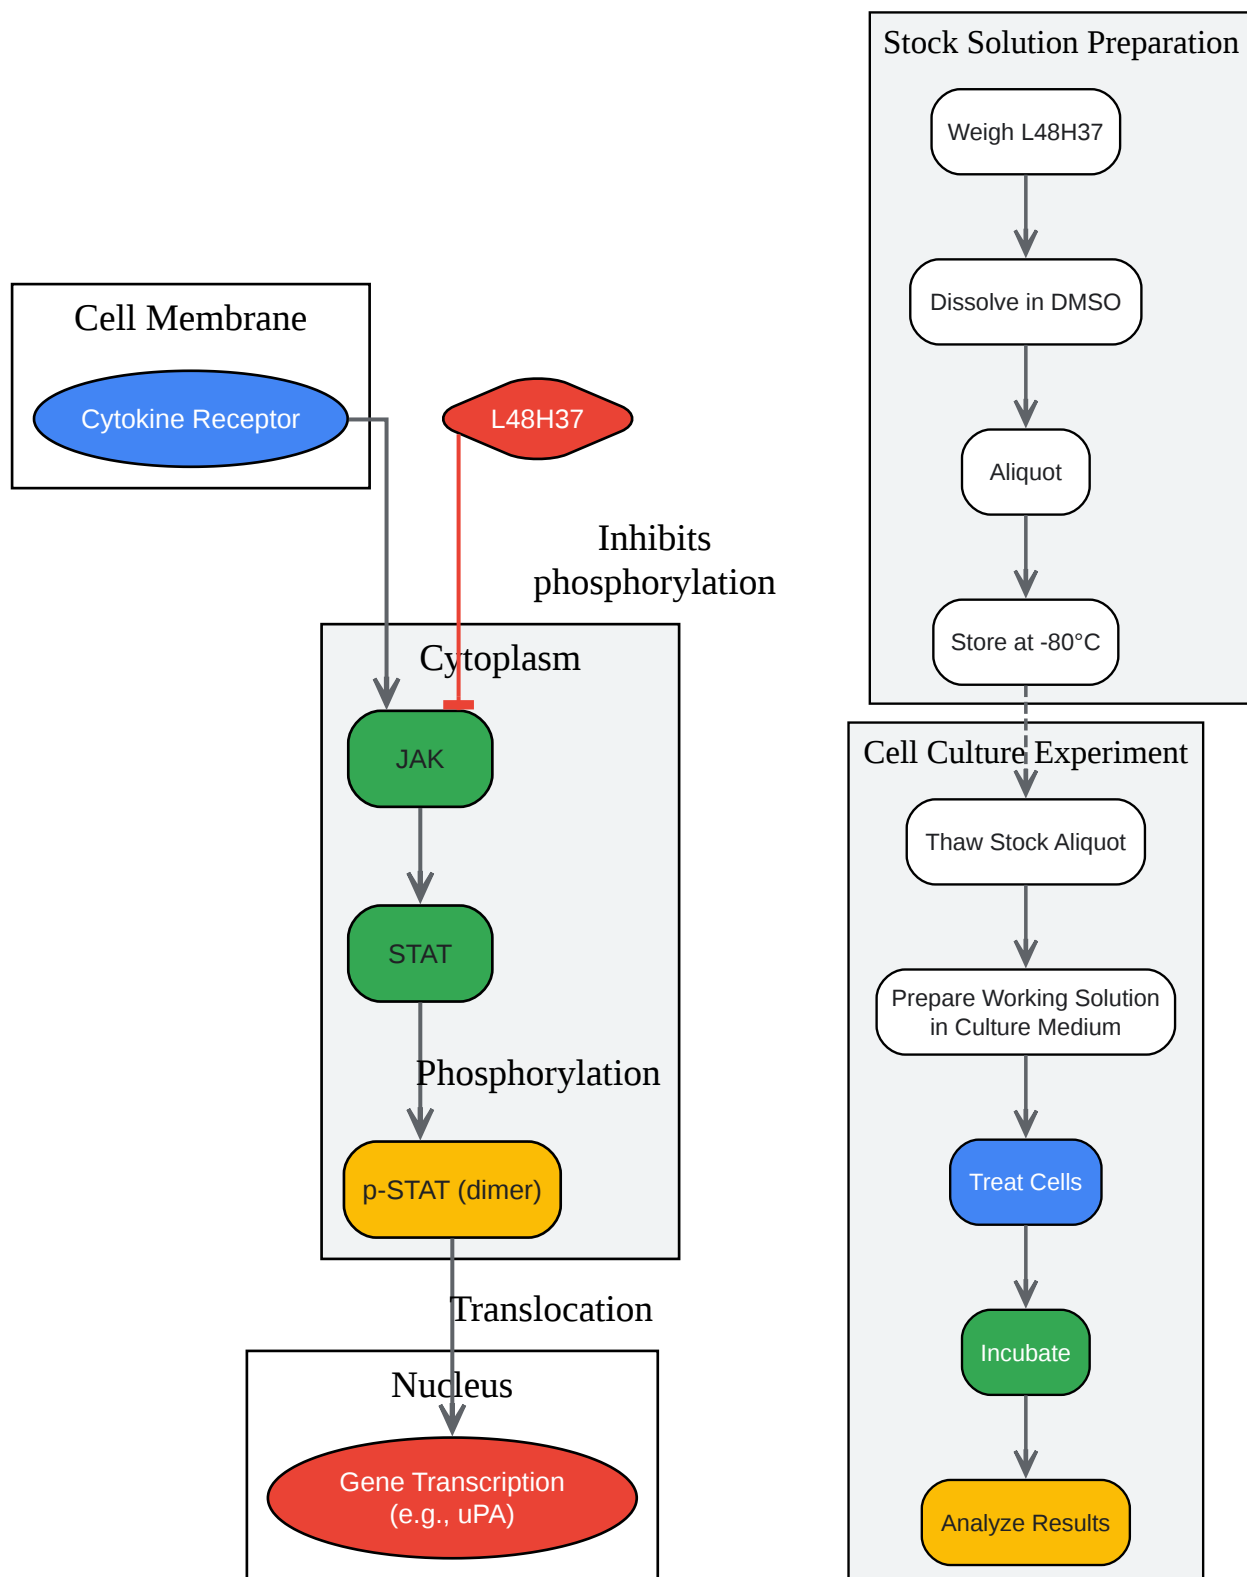 Cell Membrane
Cytokine Receptor
L48H37
Inhibits
phosphorylation
Cytoplasm
JAK
STAT
Phosphorylation
p-STAT (dimer)
Translocation
Nucleus
Gene Transcription
(e.g., uPA)
Stock Solution Preparation
Weigh L48H37
Dissolve in DMSO
Aliquot
Store at -80°C
Cell Culture Experiment
Thaw Stock Aliquot
Prepare Working Solution
in Culture Medium
Treat Cells
Incubate
Analyze Results